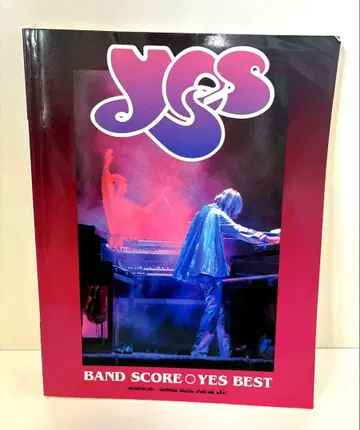 yes
BAND SCORE○YES BEST